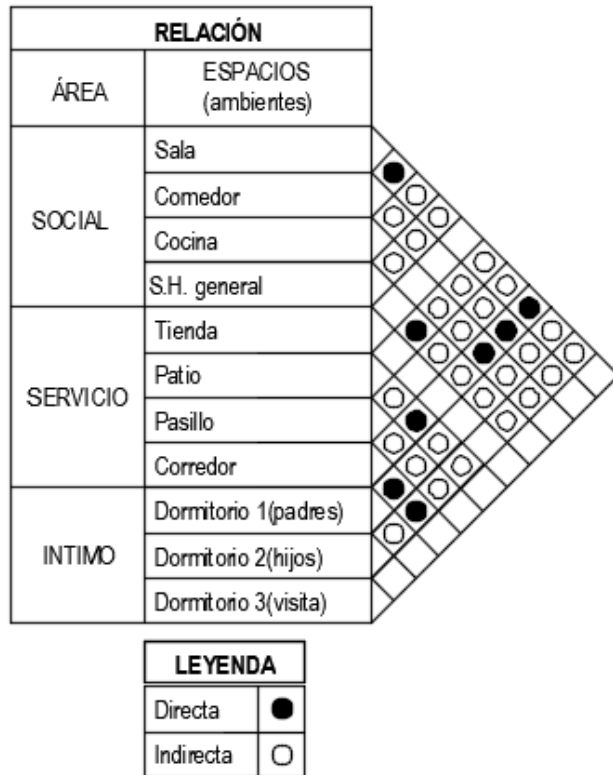 RELACIÓN
ÁREA
ESPACIOS
(ambientes)
SOCIAL
Sala
Comedor
Cocina
S.H. general
SERVICIO
Tienda
Patio
Pasillo
Corredor
INTIMO
Dormitorio 1(padres)
Dormitorio 2(hijos)
Dormitorio 3(visita)
LEYENDA
Directa
Indirecta